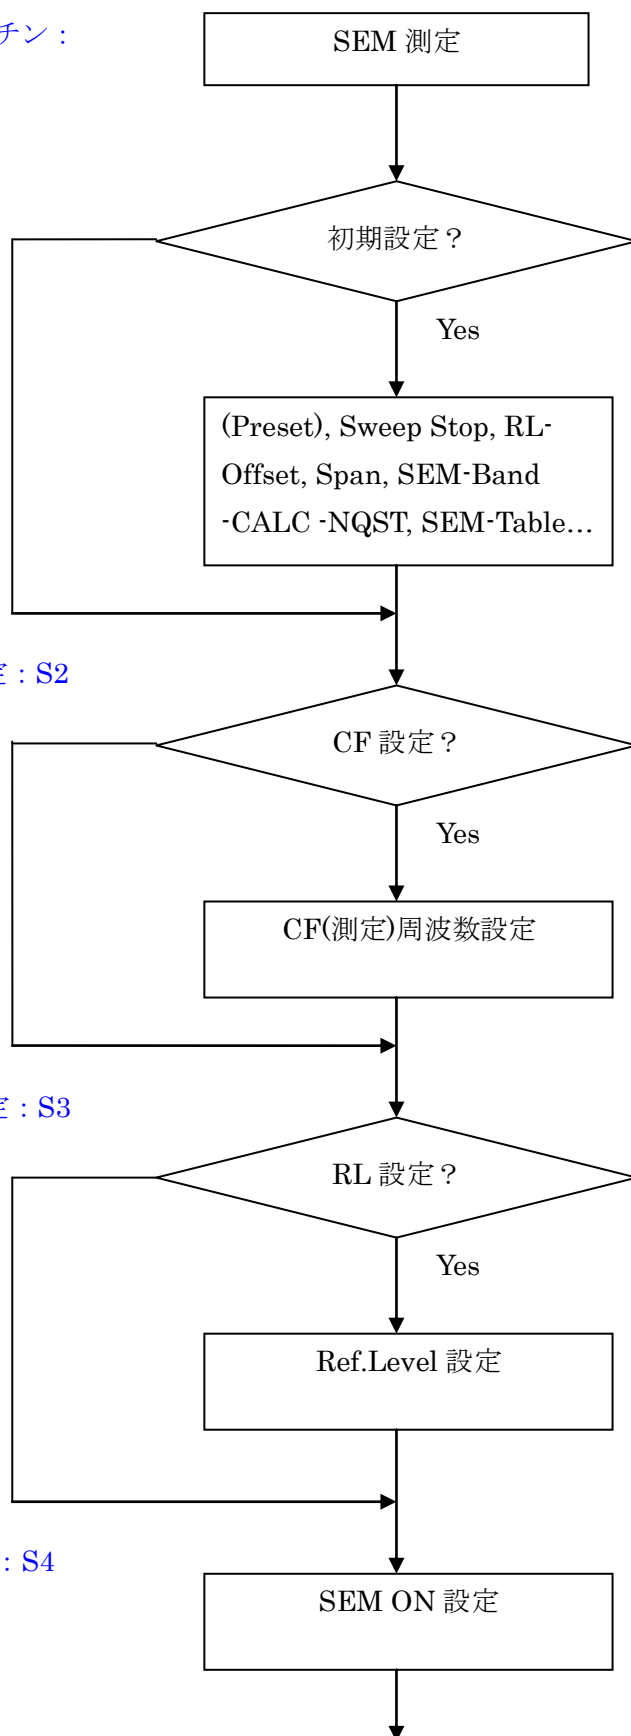 チン：
SEM 測定
初期設定？
Yes
(Preset), Sweep Stop, RL-
Offset, Span, SEM-Band
-CALC -NQST, SEM-Table…
：S2
CF 設定？
Yes
CF(測定)周波数設定
：S3
RL 設定？
Yes
Ref.Level 設定
：S4
SEM ON 設定